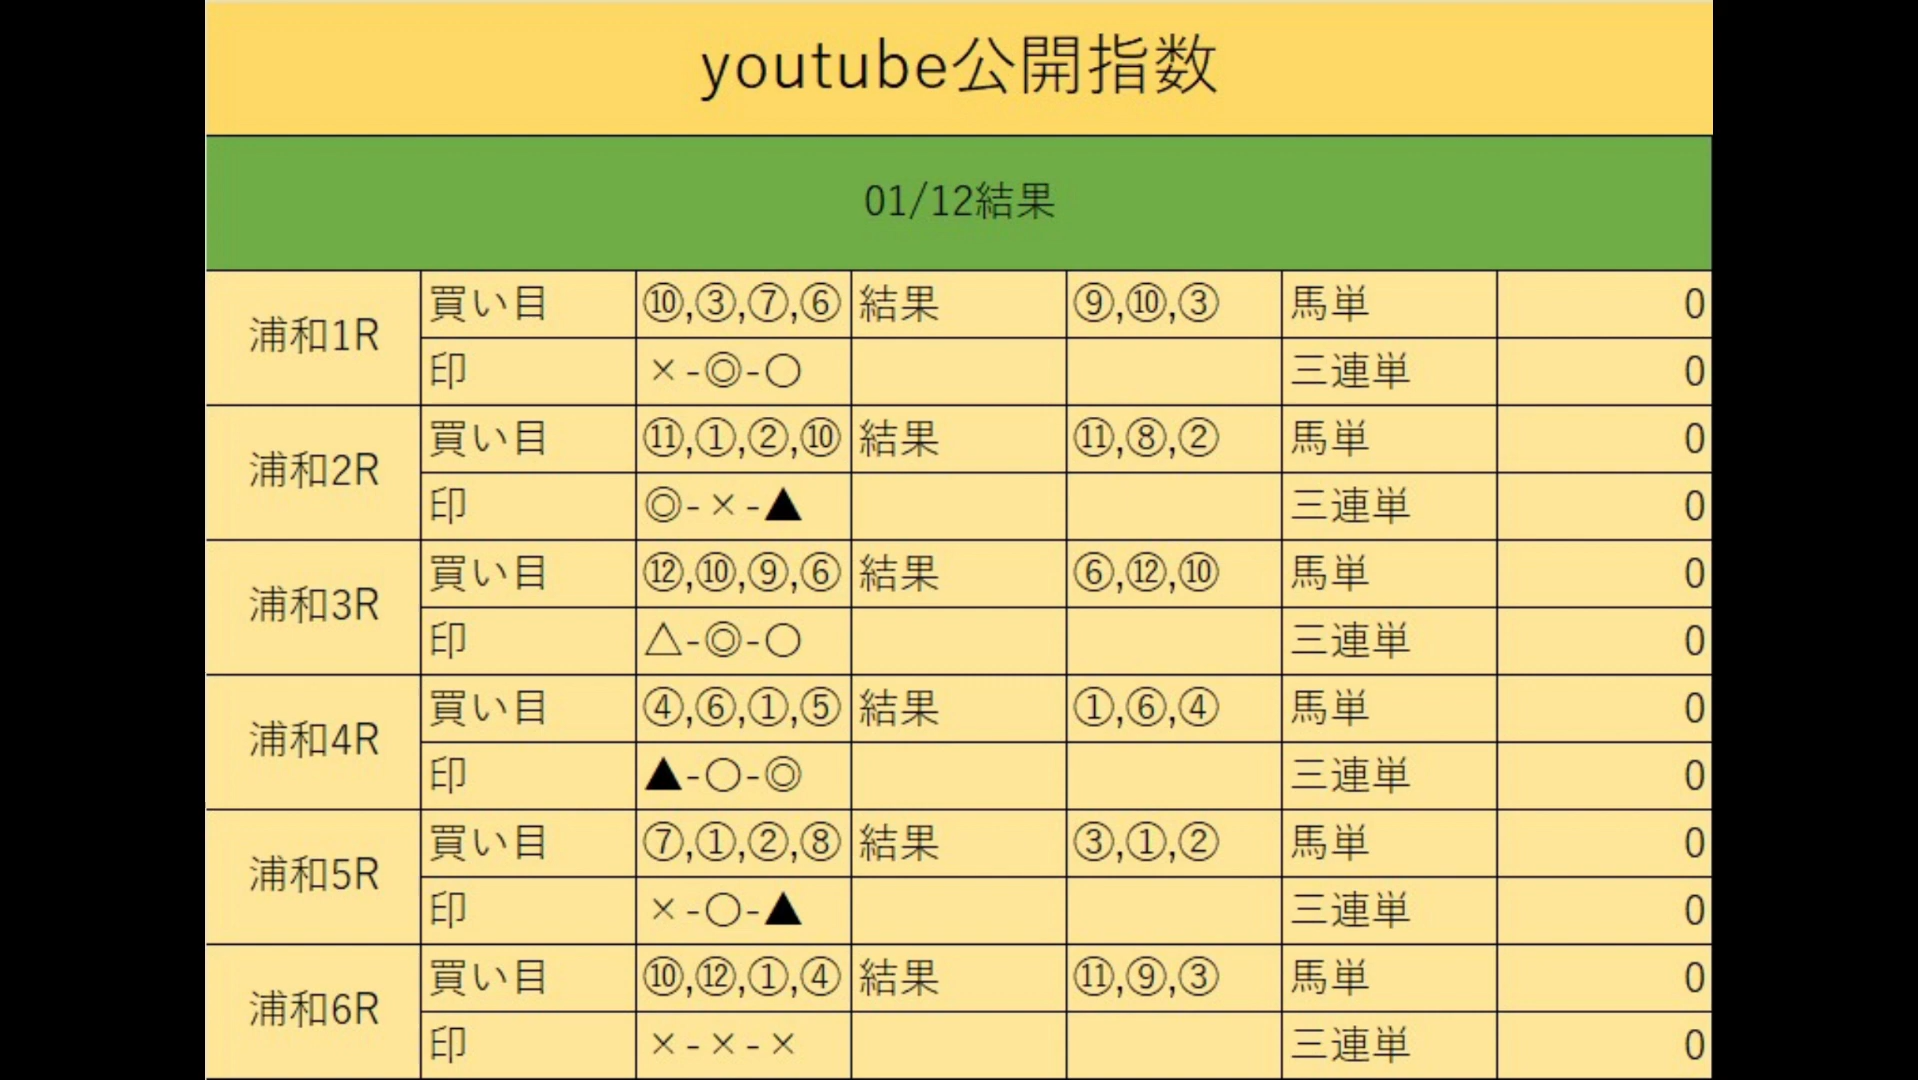 youtube公開指数
01/12結果
浦和1R 買い目 ⑩,③,⑦,⑥ 結果 ⑨,⑩,③ 馬単 0
印 ×-◎-○ 三連単 0
浦和2R 買い目 ⑪,①,②,⑩ 結果 ⑪,⑧,② 馬単 0
印 ◎-×-▲ 三連単 0
浦和3R 買い目 ⑫,⑩,⑨,⑥ 結果 ⑥,⑫,⑩ 馬単 0
印 △-◎-○ 三連単 0
浦和4R 買い目 ④,⑥,①,⑤ 結果 ①,⑥,④ 馬単 0
印 ▲-○-◎ 三連単 0
浦和5R 買い目 ⑦,①,②,⑧ 結果 ③,①,② 馬単 0
印 ×-○-▲ 三連単 0
浦和6R 買い目 ⑩,⑫,①,④ 結果 ⑪,⑨,③ 馬単 0
印 ×-×-× 三連単 0